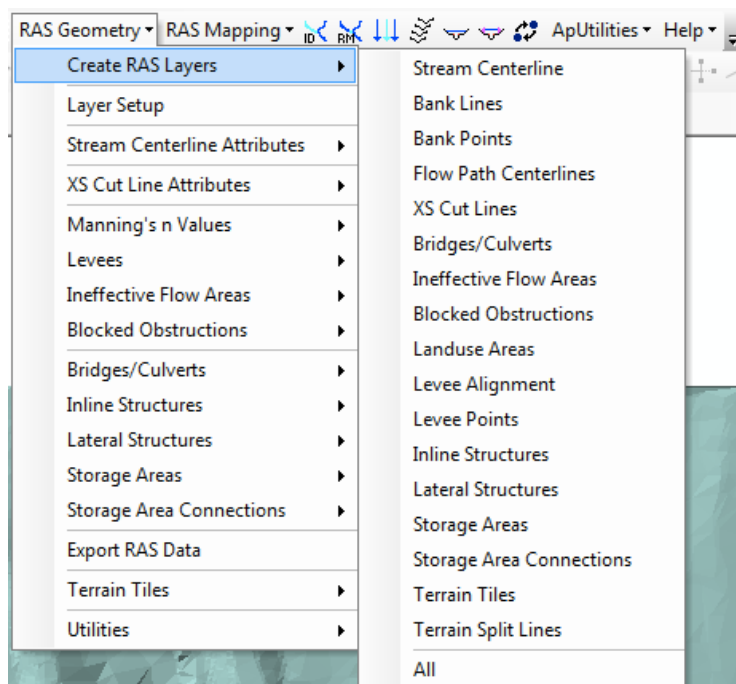 RAS Geometry RAS Mapping ID RM ApUtilities Help
Create RAS Layers
Layer Setup
Stream Centerline Attributes
XS Cut Line Attributes
Manning's n Values
Levees
Ineffective Flow Areas
Blocked Obstructions
Bridges/Culverts
Inline Structures
Lateral Structures
Storage Areas
Storage Area Connections
Export RAS Data
Terrain Tiles
Utilities
Stream Centerline
Bank Lines
Bank Points
Flow Path Centerlines
XS Cut Lines
Bridges/Culverts
Ineffective Flow Areas
Blocked Obstructions
Landuse Areas
Levee Alignment
Levee Points
Inline Structures
Lateral Structures
Storage Areas
Storage Area Connections
Terrain Tiles
Terrain Split Lines
All